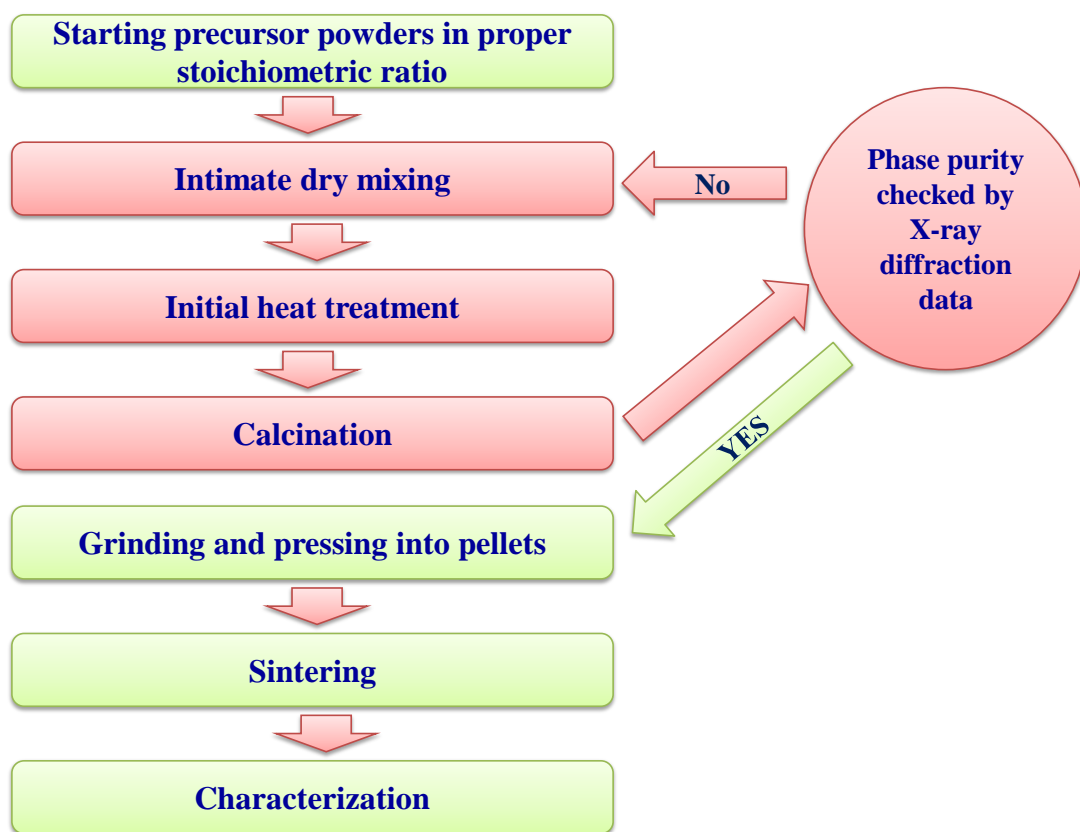 Starting precursor powders in proper
stoichiometric ratio
Intimate dry mixing
No
Phase purity
checked by
X-ray
diffraction
data
Initial heat treatment
Calcination
YES
Grinding and pressing into pellets
Sintering
Characterization